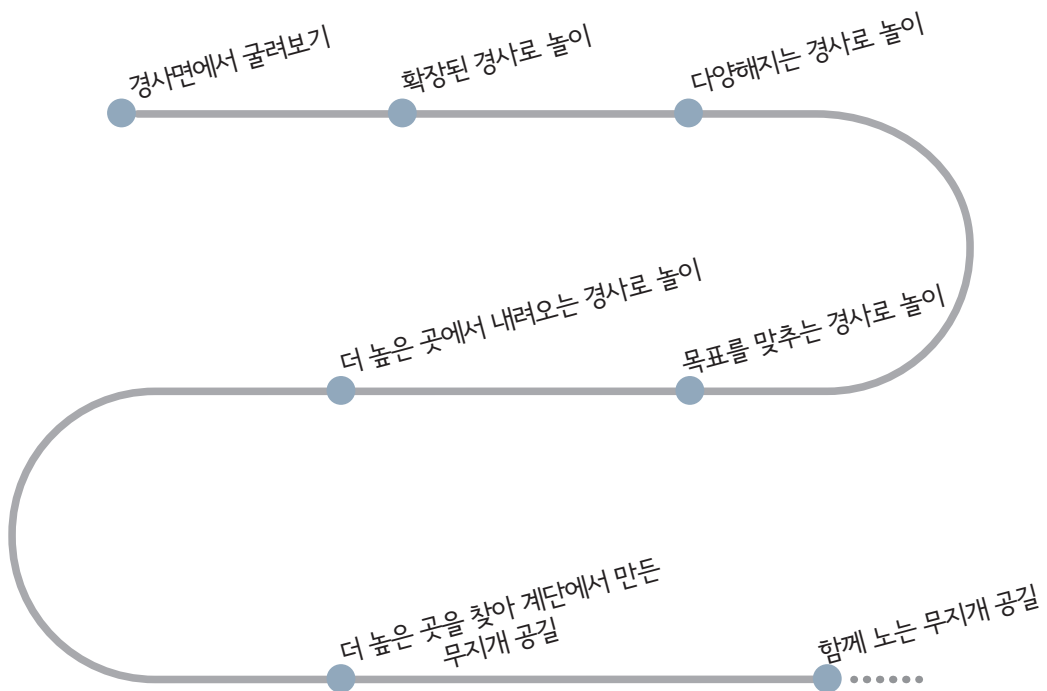 경사면에서 굴려보기
확장된 경사로 놀이
다양해지는 경사로 놀이
목표를 맞추는 경사로 놀이
더 높은 곳에서 내려오는 경사로 놀이
더 높은 곳을 찾아 계단에서 만든
무지개 공길
함께 노는 무지개 공길